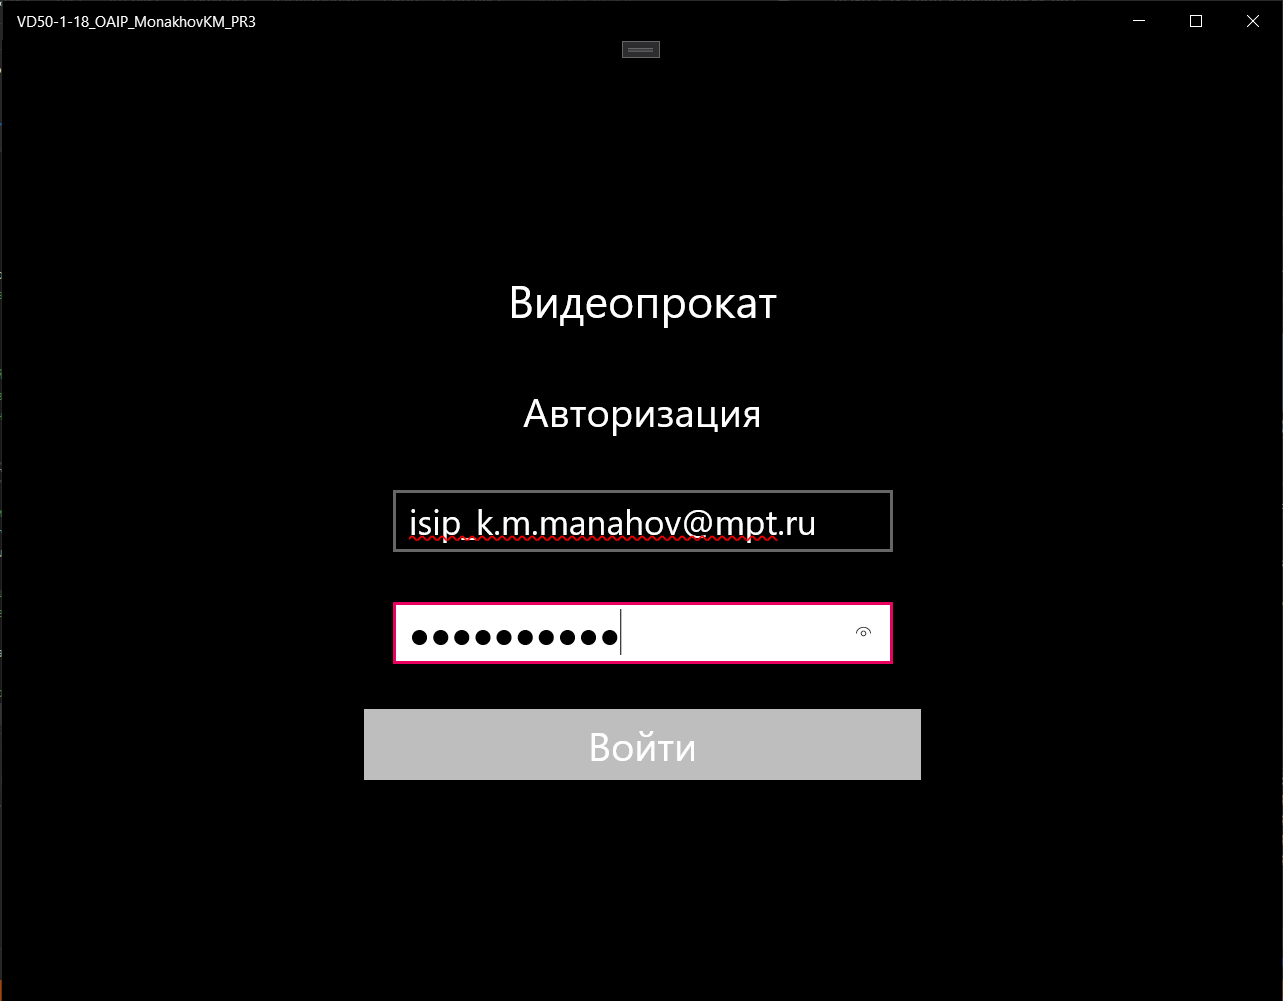 VD50-1-18_OAIP_MonakhovKM_PR3
Видеопрокат
Авторизация
isip_k.m.manahov@mpt.ru
●●●●●●●●●●
Войти